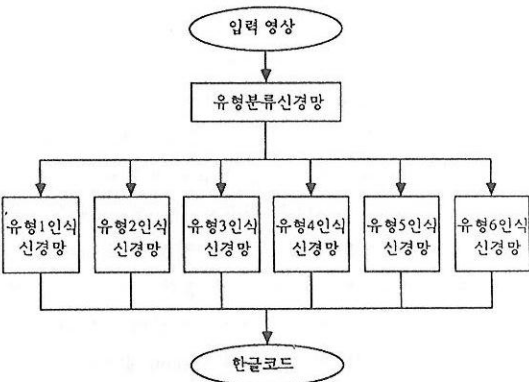 입력 영상
유형분류신경망
유형1인식
신경망
유형2인식
신경망
유형3인식
신경망
유형4인식
신경망
유형5인식
신경망
유형6인식
신경망
한글코드